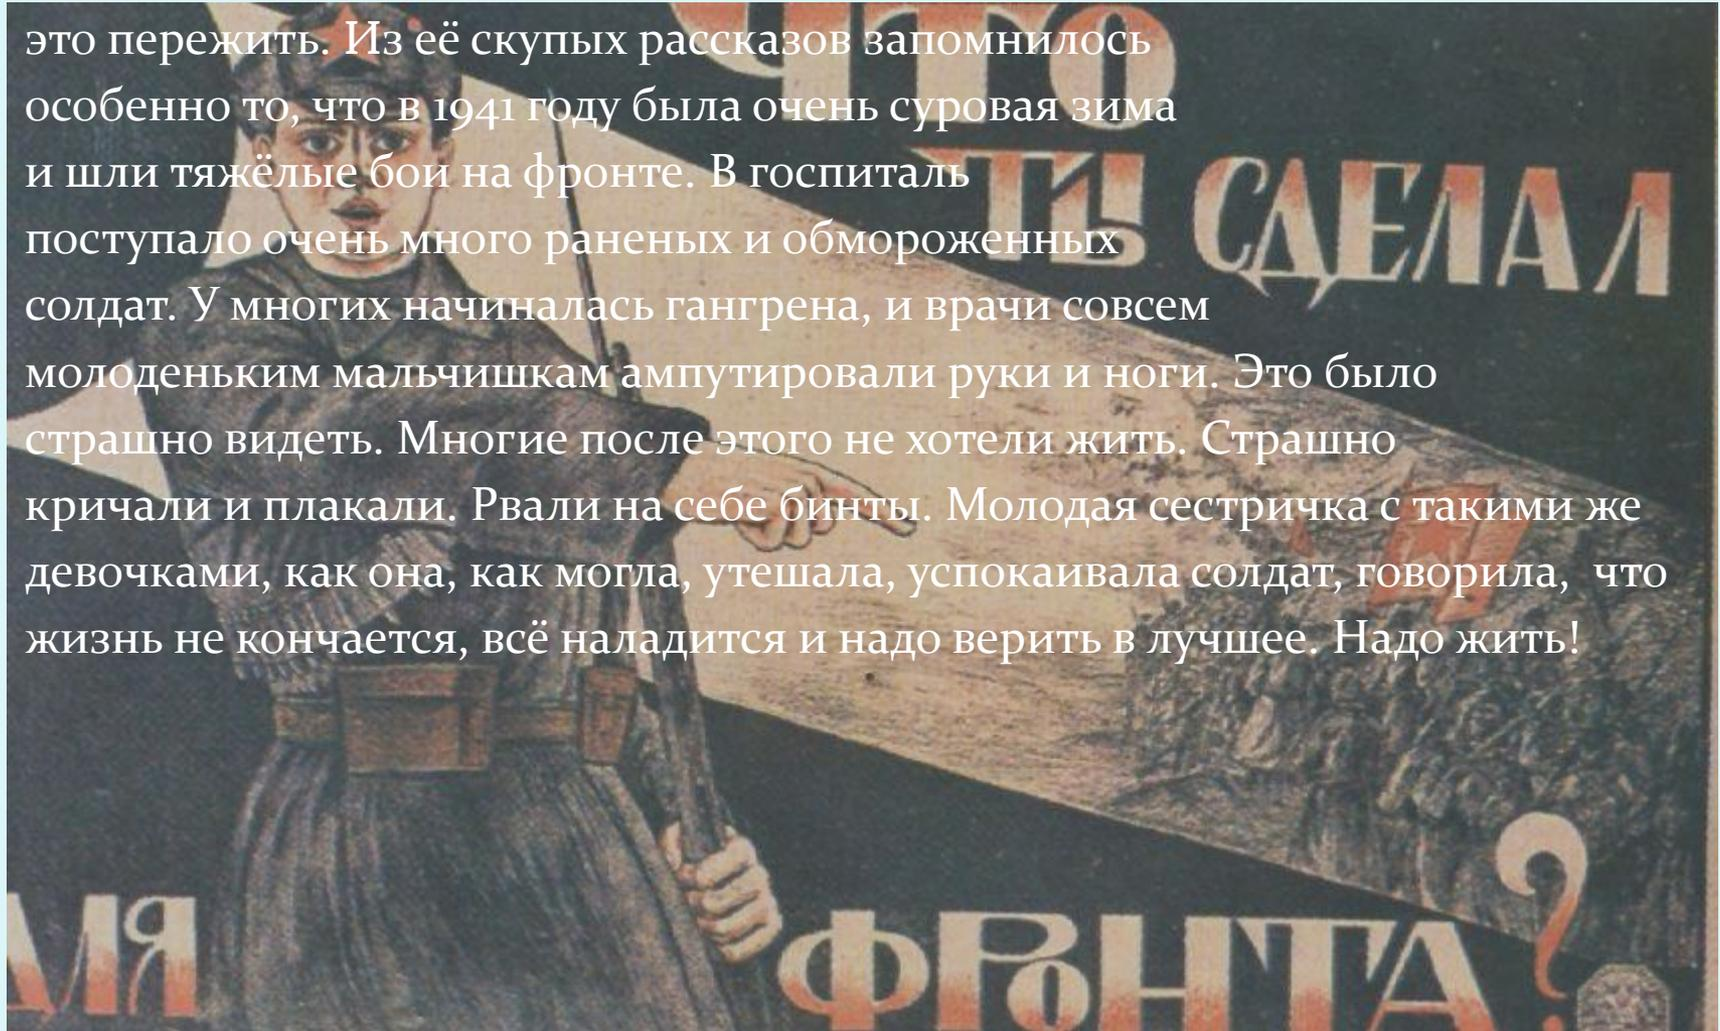 это пережить. Из её скупых рассказов запомнилось
особенно то, что в 1941 году была очень суровая зима
и шли тяжёлые бои на фронте. В госпиталь
поступало очень много раненых и обмороженных
солдат. У многих начиналась гангрена, и врачи совсем
молоденьким мальчишкам ампутировали руки и ноги. Это было
страшно видеть. Многие после этого не хотели жить. Страшно
кричали и плакали. Рвали на себе бинты. Молодая сестричка с такими же
девочками, как она, как могла, утешала, успокаивала солдат, говорила, что
жизнь не кончается, всё наладится и надо верить в лучшее. Надо жить!
ЧТО
ТЫ СДЕЛАЛ
ДЛЯ ФРОНТА?